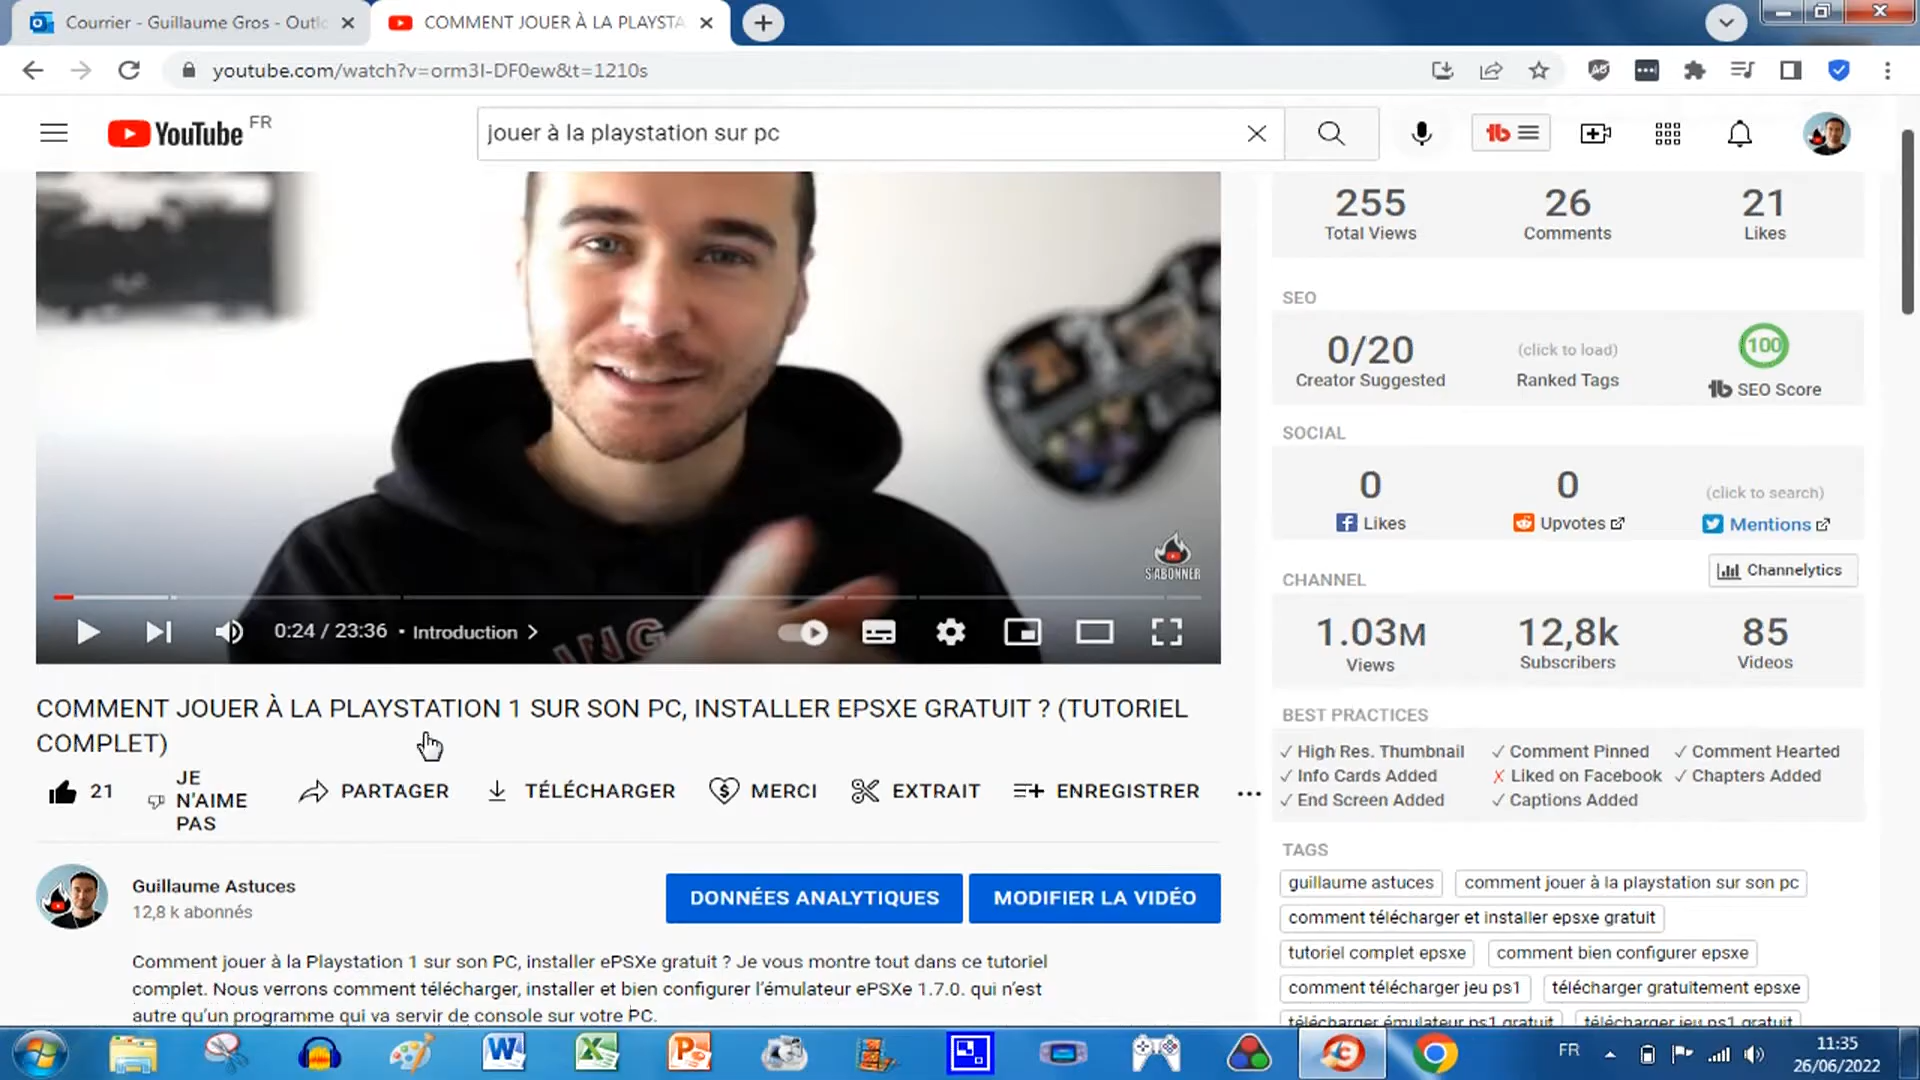 Courrier - Guillaume Gros - Outl
COMMENT JOUER À LA PLAYSTA
youtube.com/watch?v=orm3I-DF0ew&t=1210s
YouTube FR
jouer à la playstation sur pc
255
Total Views
26
Comments
21
Likes
SEO
0/20
Creator Suggested
(click to load)
Ranked Tags
100
SEO Score
SOCIAL
0
Likes
0
Upvotes
(click to search)
Mentions
S'ABONNER
CHANNEL
Channelytics
0:24 / 23:36 • Introduction
1.03M
Views
12,8k
Subscribers
85
Videos
COMMENT JOUER À LA PLAYSTATION 1 SUR SON PC, INSTALLER EPSXE GRATUIT ? (TUTORIEL
COMPLET)
BEST PRACTICES
✓ High Res. Thumbnail ✓ Comment Pinned ✓ Comment Hearted
✓ Info Cards Added ✗ Liked on Facebook ✓ Chapters Added
✓ End Screen Added ✓ Captions Added
21
JE
N'AIME
PAS
PARTAGER
TÉLÉCHARGER
MERCI
EXTRAIT
ENREGISTRER
...
TAGS
guillaume astuces comment jouer à la playstation sur son pc
comment télécharger et installer epsxe gratuit
tutoriel complet epsxe comment bien configurer epsxe
comment télécharger jeu ps1 télécharger gratuitement epsxe
télécharger émulateur ps1 gratuit télécharger jeu ps1 gratuit
Guillaume Astuces
12,8 k abonnés
DONNÉES ANALYTIQUES
MODIFIER LA VIDÉO
Comment jouer à la Playstation 1 sur son PC, installer ePSXe gratuit ? Je vous montre tout dans ce tutoriel
complet. Nous verrons comment télécharger, installer et bien configurer l'émulateur ePSXe 1.7.0. qui n'est
autre qu'un programme qui va servir de console sur votre PC.
FR
11:35
26/06/2022